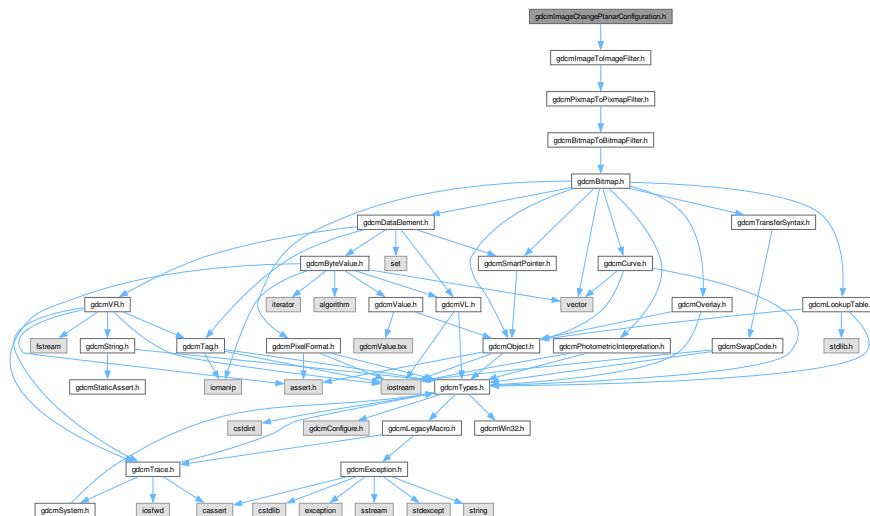 gdcmImageChangePlanarConfiguration.h
gdcmImageToImageFilter.h
gdcmPixmapToPixmapFilter.h
gdcmBitmapToBitmapFilter.h
gdcmBitmap.h
gdcmDataElement.h
gdcmTransferSyntax.h
gdcmByteValue.h
set
gdcmSmartPointer.h
gdcmCurve.h
gdcmVR.h
iterator
algorithm
gdcmValue.h
gdcmVL.h
vector
gdcmOverlay.h
gdcmLookupTable.
fstream
gdcmString.h
gdcmTag.h
gdcmPixelFormat.h
gdcmValue.txx
gdcmObject.h
gdcmPhotometricInterpretation.h
gdcmSwapCode.h
stdlib.h
gdcmStaticAssert.h
iomanip
assert.h
iostream
gdcmTypes.h
cstdint
gdcmConfigure.h
gdcmLegacyMacro.h
gdcmWin32.h
gdcmTrace.h
gdcmException.h
gdcmSystem.h
iosfwd
cassert
cstdlib
exception
sstream
stdexcept
string